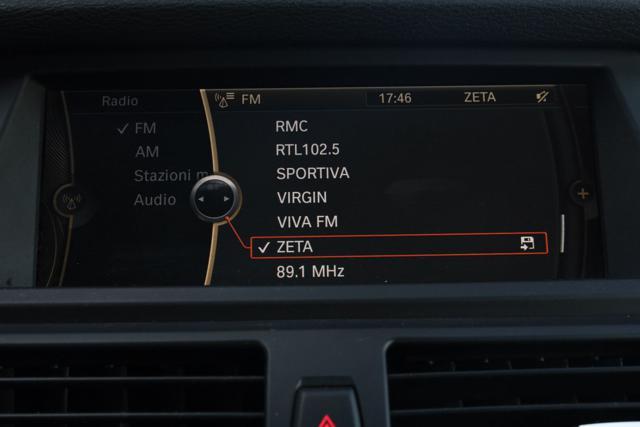 Radio
FM 17:46 ZETA
FM
AM
Stazioni m
Audio
RMC
RTL102.5
SPORTIVA
VIRGIN
VIVA FM
ZETA
89.1 MHz